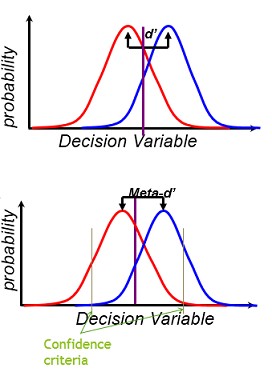 d'
probability
Decision Variable
Meta-d'
probability
Decision Variable
Confidence
criteria